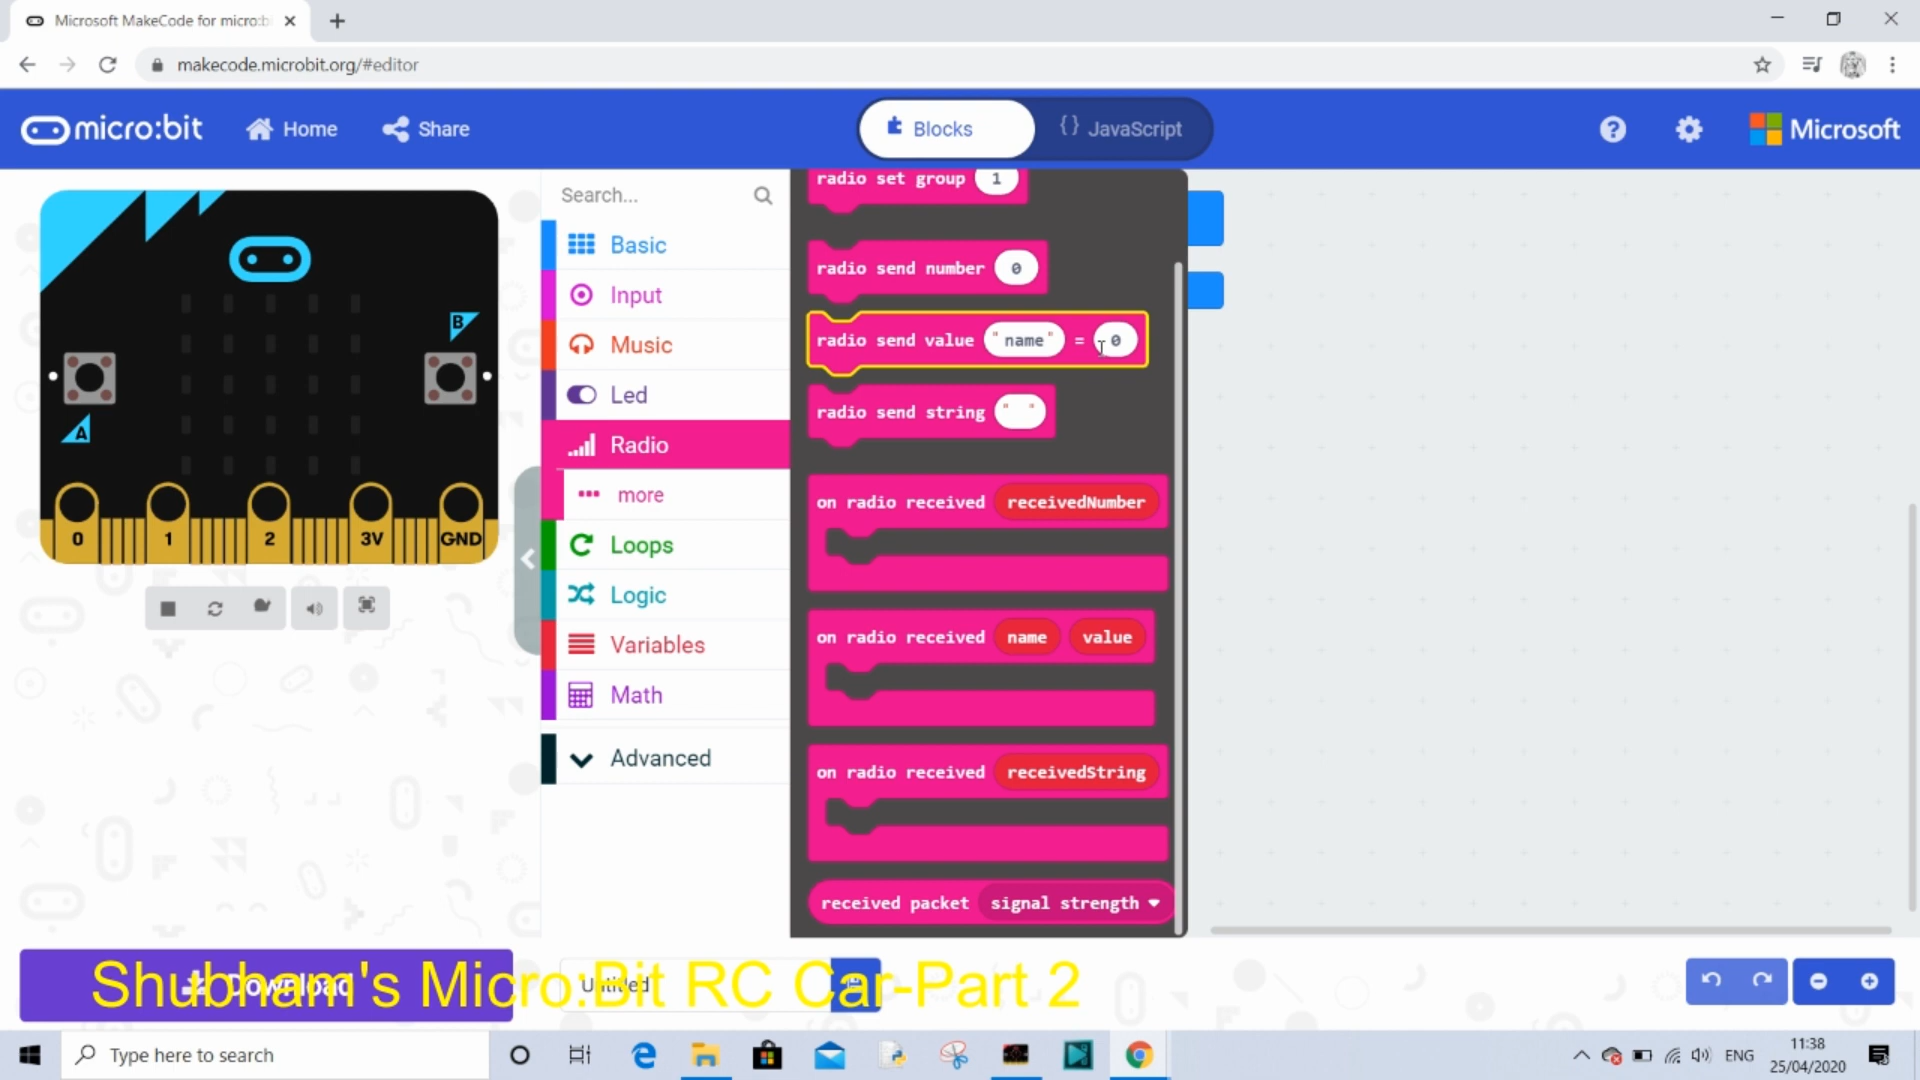 Microsoft MakeCode for micro:b
makecode.microbit.org/#editor
micro:bit
Home
Share
Blocks
{} JavaScript
Microsoft
Search...
Basic
Input
Music
Led
Radio
more
Loops
Logic
Variables
Math
Advanced
radio set group 1
radio send number 0
radio send value "name" = 0
radio send string " "
on radio received receivedNumber
on radio received name value
on radio received receivedString
received packet signal strength
B
A
0 1 2 3V GND
Download
Untitled
Shubham's Micro:Bit RC Car-Part 2
Type here to search
ENG
11:38
25/04/2020